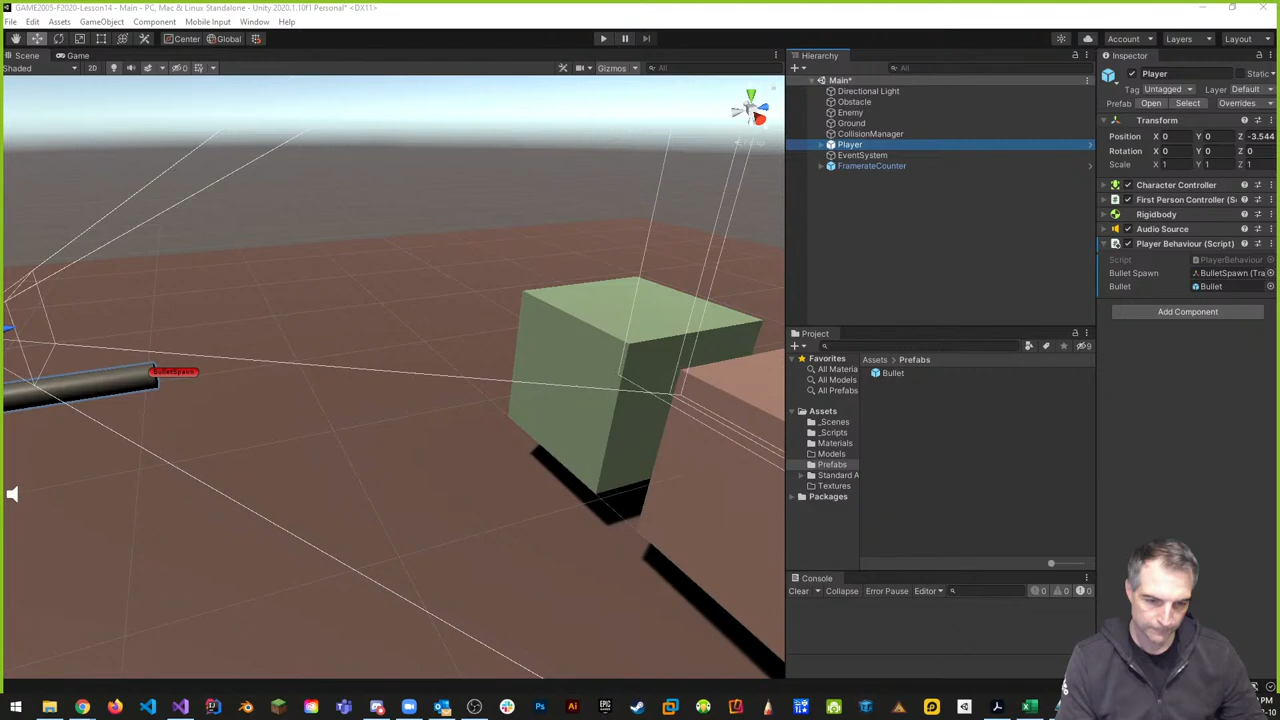 GAME2005-F2020-Lesson14 - Main - PC, Mac & Linux Standalone - Unity 2020.1.10f1 Personal* <DX11>
File Edit Assets GameObject Component Mobile Input Window Help
Center Global Account Layers Layout
Scene Game
Shaded 2D 0 Gizmos All
BulletSpawn
Hierarchy
All
Main*
Directional Light
Obstacle
Enemy
Ground
CollisionManager
Player
EventSystem
FramerateCounter
Project
9
Favorites
All Materia
All Models
All Prefabs
Assets
_Scenes
_Scripts
Materials
Models
Prefabs
Standard A
Textures
Packages
Assets > Prefabs
Bullet
Console
Clear Collapse Error Pause Editor 0 0 0
Inspector
Player Static
Tag Untagged Layer Default
Prefab Open Select Overrides
Transform
Position X 0 Y 0 Z -3.544
Rotation X 0 Y 0 Z 0
Scale X 1 Y 1 Z 1
Character Controller
First Person Controller (S
Rigidbody
Audio Source
Player Behaviour (Script)
Script PlayerBehaviour
Bullet Spawn BulletSpawn (Tra
Bullet Bullet
Add Component